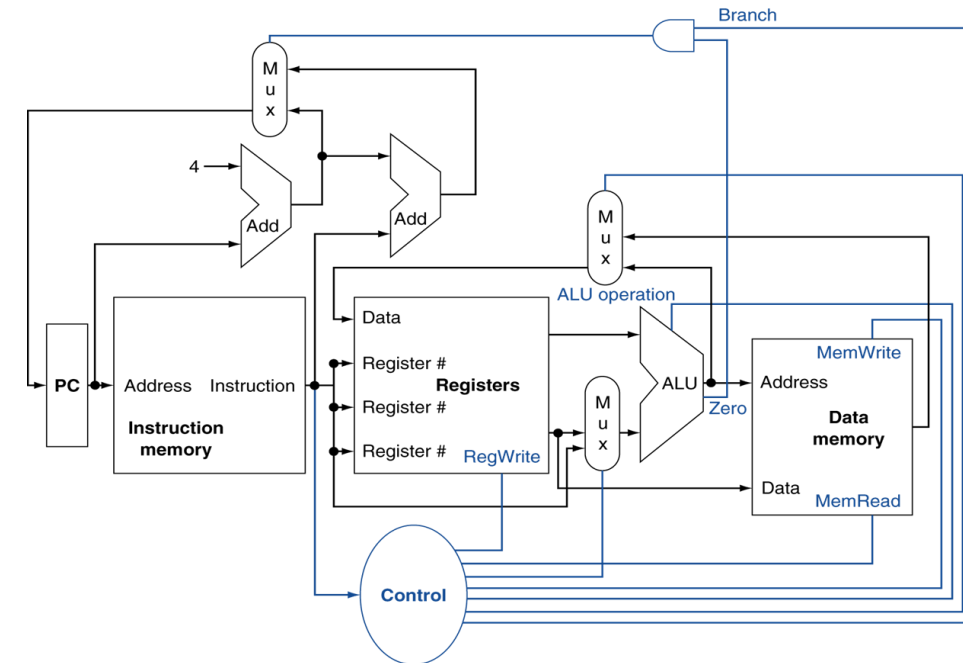 Branch
M
u
x
4
Add
Add
M
u
x
ALU operation
Data
Register #
Registers
Register #
Register #
RegWrite
PC
Address
Instruction
Instruction
memory
M
u
x
ALU
Zero
MemWrite
Address
Data
memory
Data
MemRead
Control